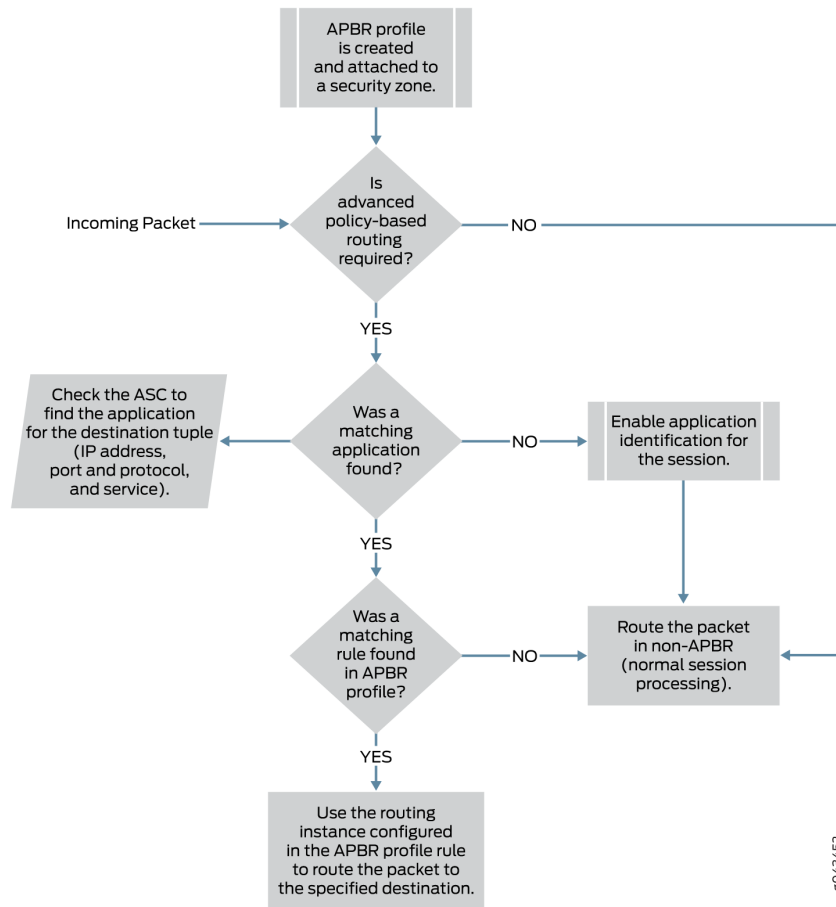 APBR profile
is created
and attached to
a security zone.
Incoming Packet
Is
advanced
policy-based
routing
required?
NO
YES
Check the ASC to
find the application
for the destination tuple
(IP address,
port and protocol,
and service).
Was a
matching
application
found?
NO
Enable application
identification for
the session.
YES
Was a
matching
rule found
in APBR
profile?
NO
Route the packet
in non-APBR
(normal session
processing).
YES
Use the routing
instance configured
in the APBR profile rule
to route the packet to
the specified destination.